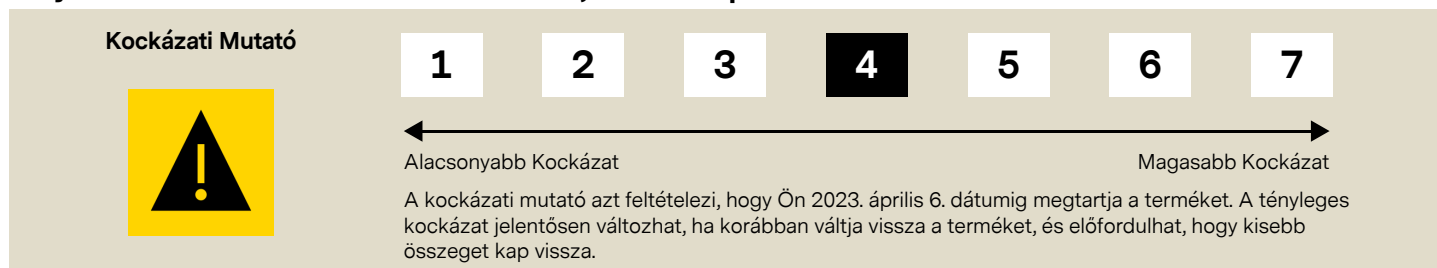 Kockázati Mutató
1 2 3 4 5 6 7
Alacsonyabb Kockázat Magasabb Kockázat
A kockázati mutató azt feltételezi, hogy Ön 2023. április 6. dátumig megtartja a terméket. A tényleges
kockázat jelentősen változhat, ha korábban váltja vissza a terméket, és előfordulhat, hogy kisebb
összeget kap vissza.